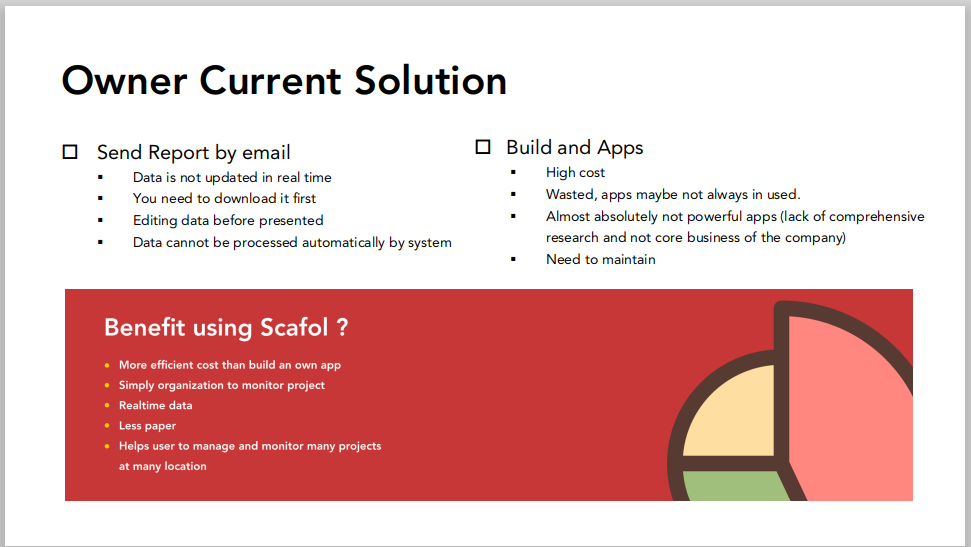 Owner Current Solution
Send Report by email
Data is not updated in real time
You need to download it first
Editing data before presented
Data cannot be processed automatically by system
Build and Apps
High cost
Wasted, apps maybe not always in used.
Almost absolutely not powerful apps (lack of comprehensive
research and not core business of the company)
Need to maintain
Benefit using Scafol ?
More efficient cost than build an own app
Simply organization to monitor project
Realtime data
Less paper
Helps user to manage and monitor many projects
at many location